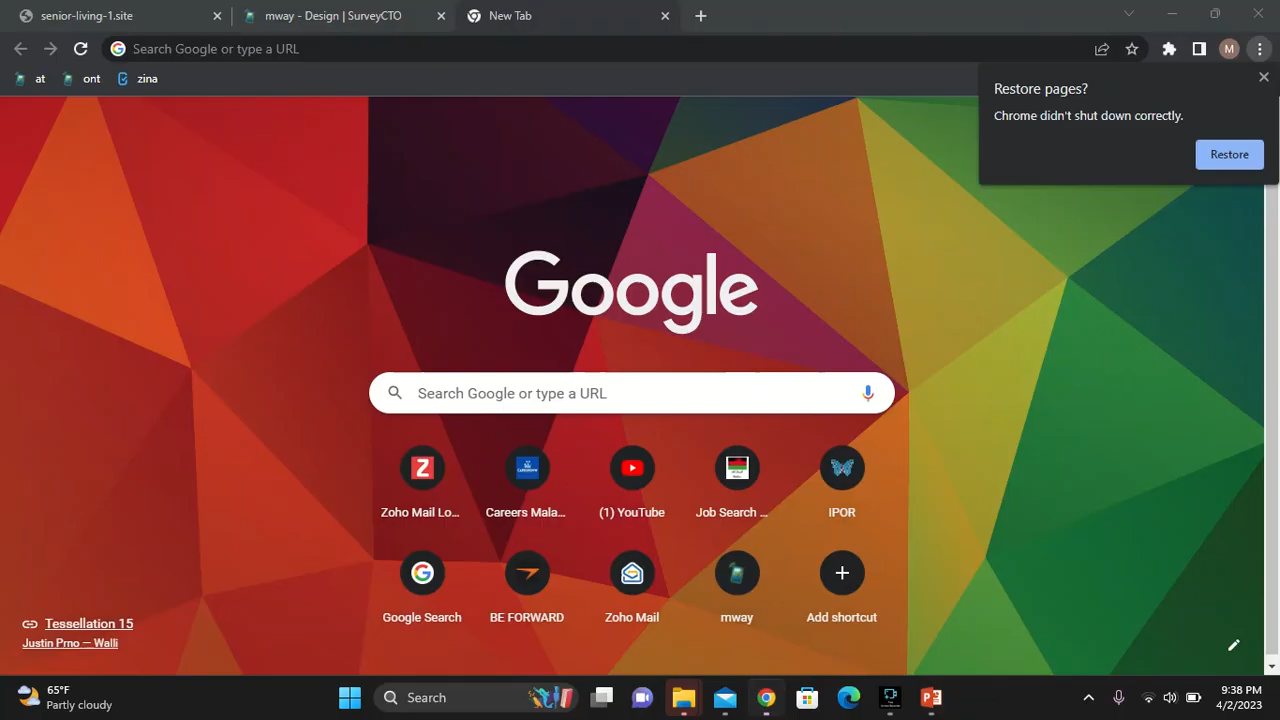 senior-living-1.site
mway - Design | SurveyCTO
New Tab
Search Google or type a URL
M
at
ont
zina
Restore pages?
Chrome didn't shut down correctly.
Restore
Google
Search Google or type a URL
Zoho Mail Lo...
Careers Mala...
(1) YouTube
Job Search ...
IPOR
Google Search
BE FORWARD
Zoho Mail
mway
Add shortcut
Tessellation 15
Justin Prno — Walli
65°F
Partly cloudy
Search
9:38 PM
4/2/2023